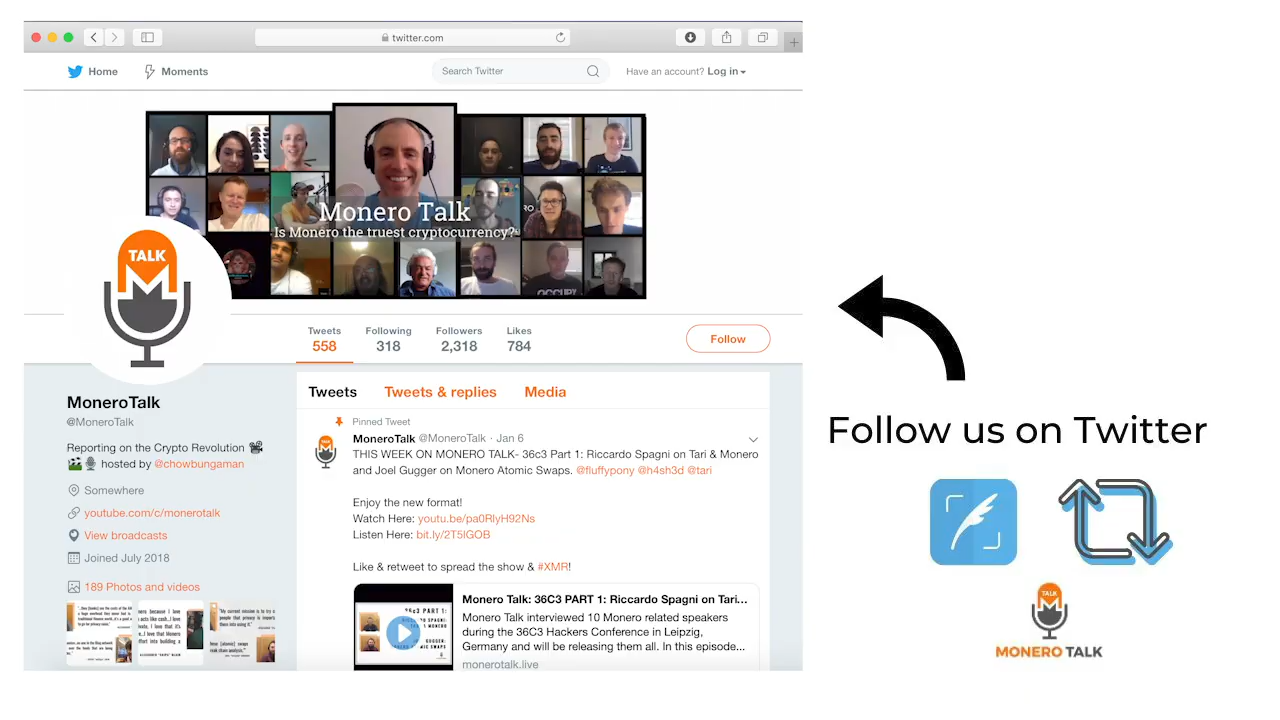 twitter.com
Home
Moments
Search Twitter
Have an account? Log in
Monero Talk
Is Monero the truest cryptocurrency?
TALK
Tweets
558
Following
318
Followers
2,318
Likes
784
Follow
MoneroTalk
@MoneroTalk
Reporting on the Crypto Revolution
hosted by @chowbungaman
Somewhere
youtube.com/c/monerotalk
View broadcasts
Joined July 2018
189 Photos and videos
Tweets
Tweets & replies
Media
Pinned Tweet
MoneroTalk @MoneroTalk · Jan 6
THIS WEEK ON MONERO TALK- 36c3 Part 1: Riccardo Spagni on Tari & Monero
and Joel Gugger on Monero Atomic Swaps. @fluffypony @h4sh3d @tari
Enjoy the new format!
Watch Here: youtu.be/pa0RlyH92Ns
Listen Here: bit.ly/2T5IGOB
Like & retweet to spread the show & #XMR!
Monero Talk: 36C3 PART 1: Riccardo Spagni on Tari...
Monero Talk interviewed 10 Monero related speakers
during the 36C3 Hackers Conference in Leipzig,
Germany and will be releasing them all. In this episode...
monerotalk.live
Follow us on Twitter
TALK
MONERO TALK